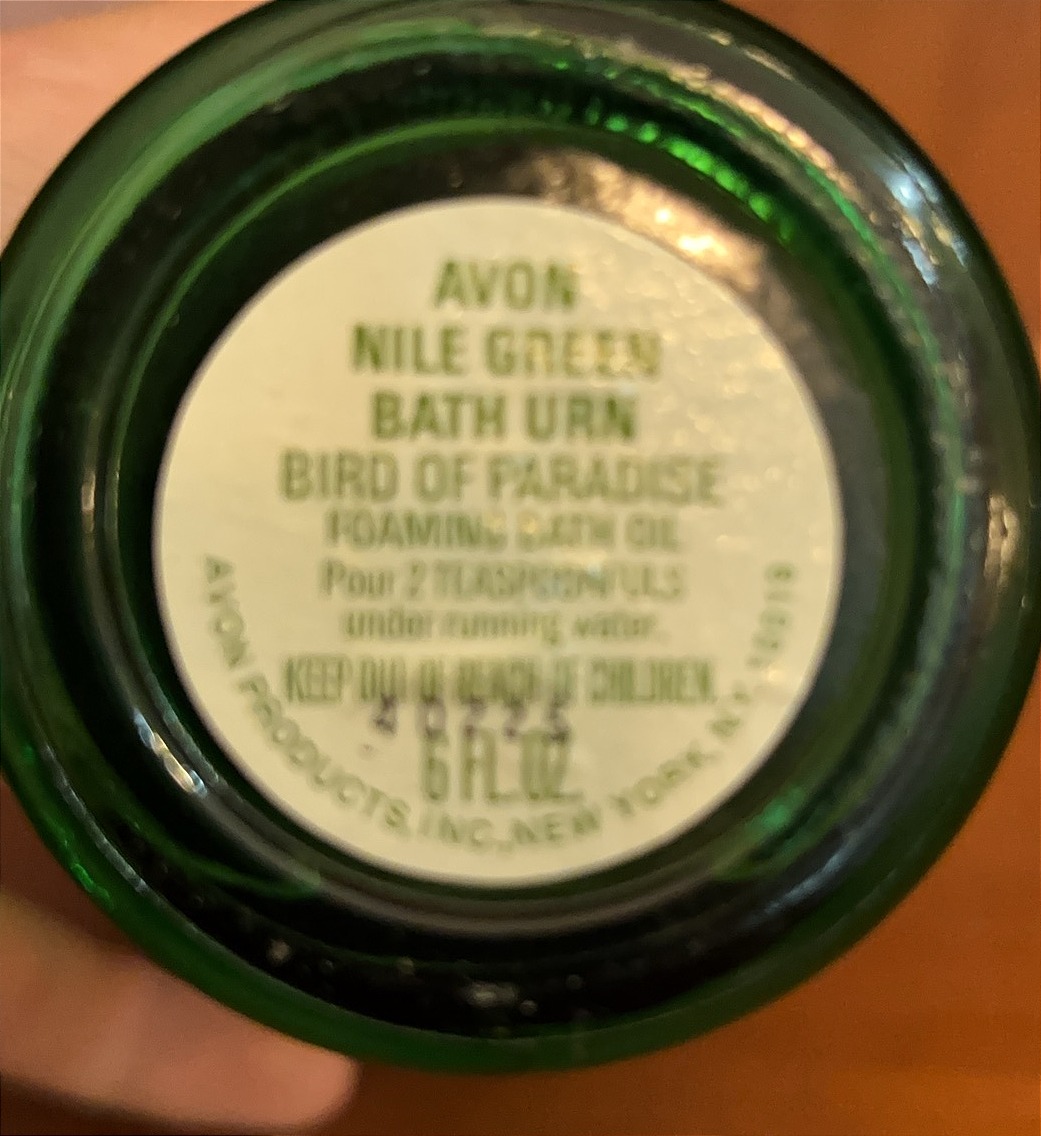 AVON
NILE GREEN
BATH URN
BIRD OF PARADISE
FOAMING BATH OIL
Pour 2 TEASPOONFULS
under running water.
KEEP OUT OF REACH OF CHILDREN.
6 FL. OZ.
AVON PRODUCTS, INC., NEW YORK, N.Y. 10019